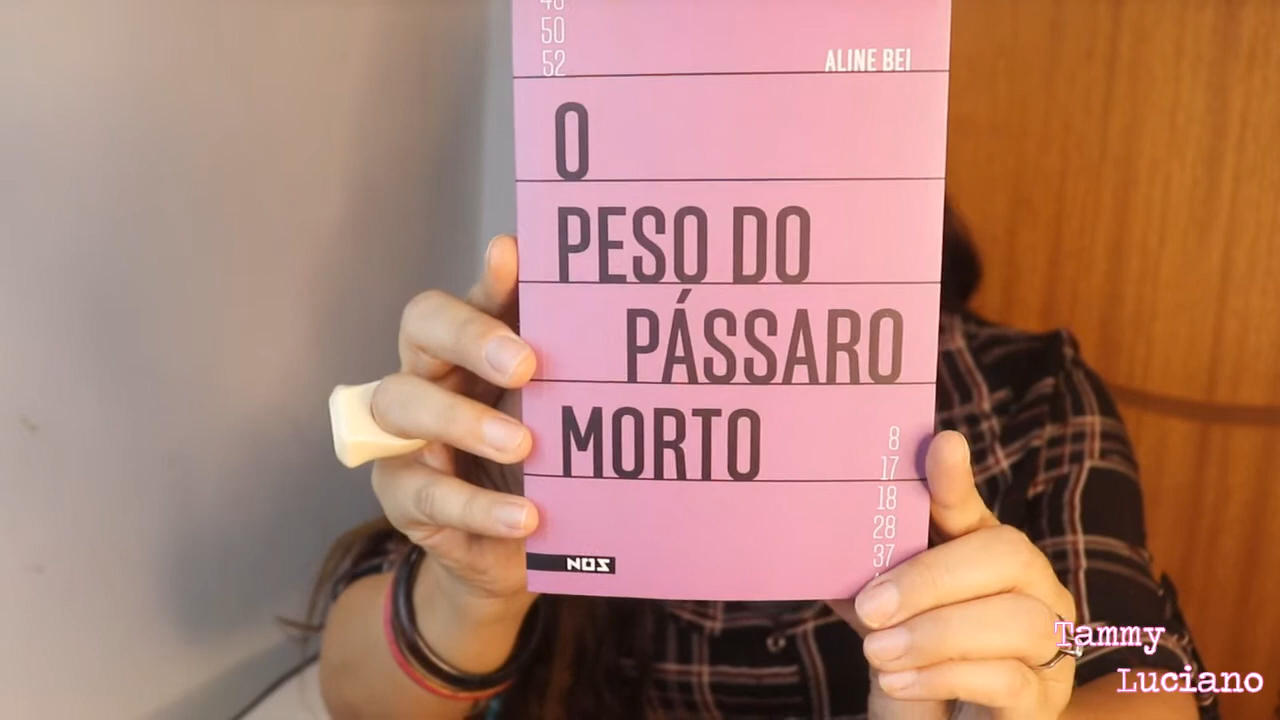 50
52
ALINE BEI
O
PESO DO
PÁSSARO
MORTO
8
17
18
28
37
NOS
Tammy
Luciano